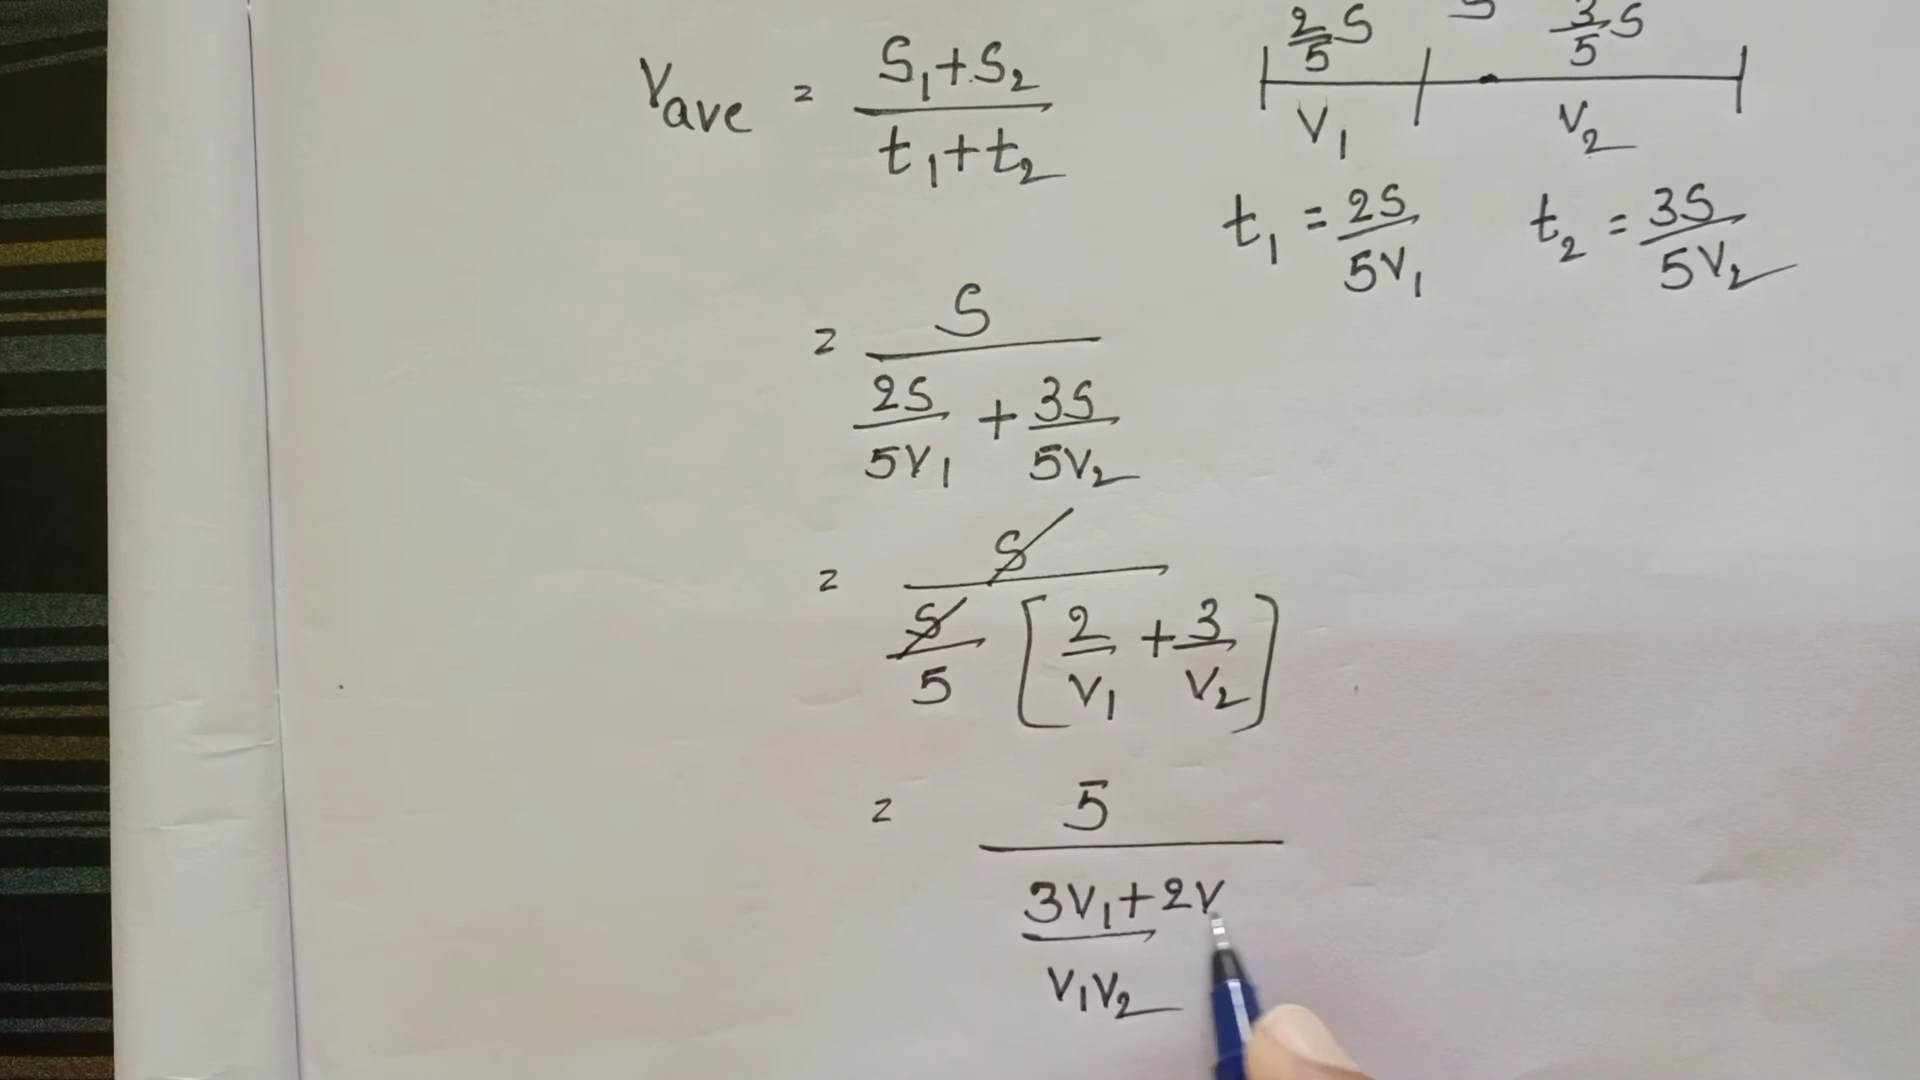 2/5 S 3/5 S
V₁ V₂
Vave = (S₁+S₂)/(t₁+t₂)
t₁ = 2S/5V₁ t₂ = 3S/5V₂
= S/(2S/5V₁ + 3S/5V₂)
= S/(S/5 [2/V₁ + 3/V₂])
= 5/((3V₁+2V)/V₁V₂)